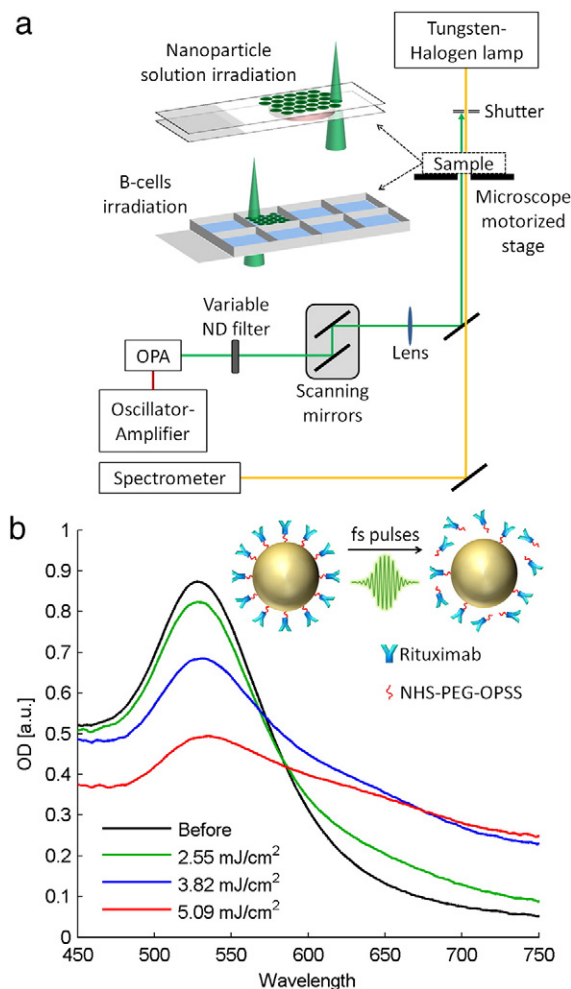 a
Tungsten-
Halogen lamp
Nanoparticle
solution irradiation
Shutter
Sample
B-cells
irradiation
Microscope
motorized
stage
Variable
ND filter
OPA
Lens
Scanning
mirrors
Oscillator-
Amplifier
Spectrometer
b
1
0.9
0.8
0.7
0.6
0.5
0.4
0.3
0.2
0.1
0
OD [a.u.]
fs pulses
Rituximab
NHS-PEG-OPSS
Before
2.55 mJ/cm²
3.82 mJ/cm²
5.09 mJ/cm²
450 500 550 600 650 700 750
Wavelength